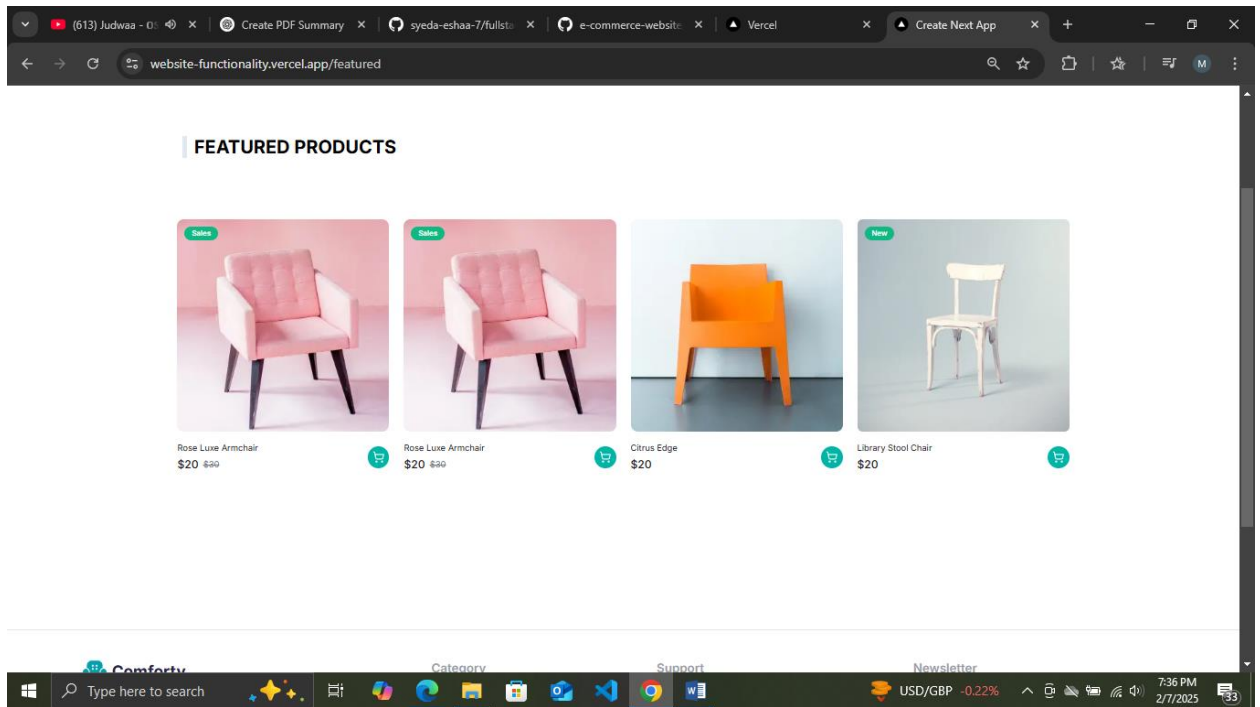 (613) Judwaa - OS
Create PDF Summary
syeda-eshaa-7/fullsta
e-commerce-website
Vercel
Create Next App
website-functionality.vercel.app/featured
M
FEATURED PRODUCTS
Sales
Sales
New
Rose Luxe Armchair
Rose Luxe Armchair
Citrus Edge
Library Stool Chair
$20 $30
$20 $30
$20
$20
Comforty
Category
Support
Newsletter
Type here to search
USD/GBP -0.22%
7:36 PM
2/7/2025
33